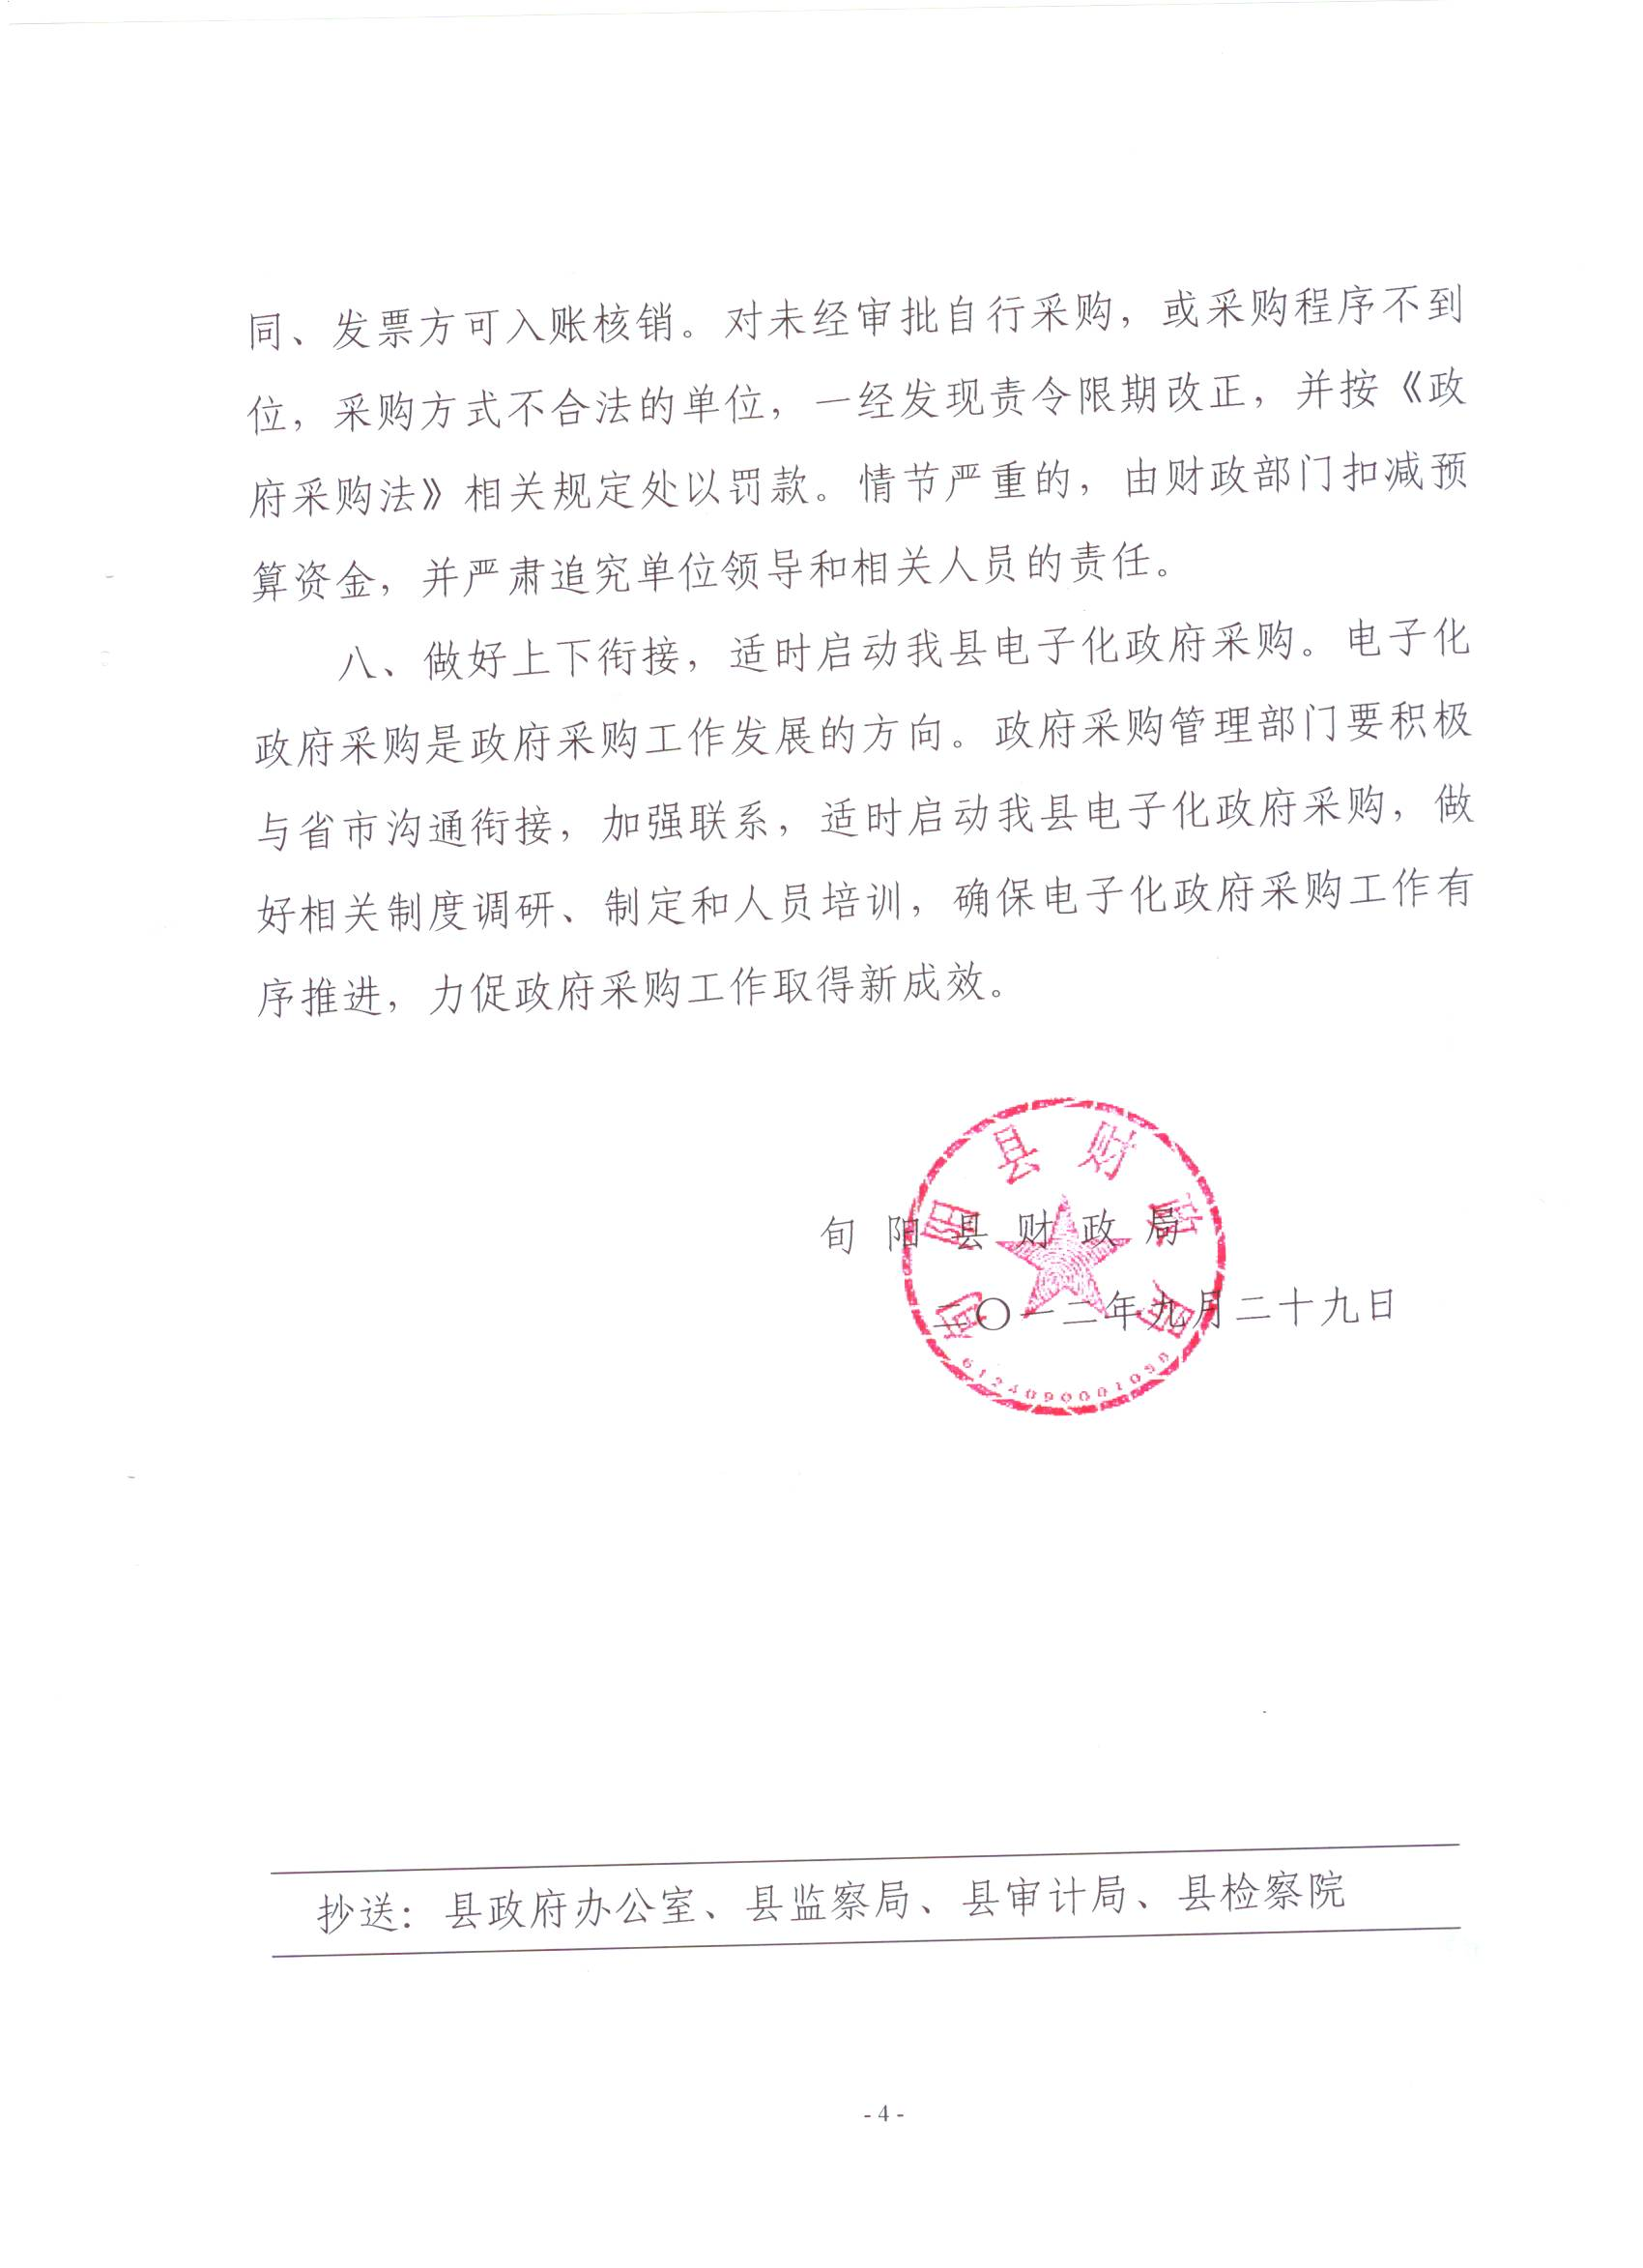 同、发票方可入账核销。对未经审批自行采购，或采购程序不到
位，采购方式不合法的单位，一经发现责令限期改正，并按《政
府采购法》相关规定处以罚款。情节严重的，由财政部门扣减预
算资金，并严肃追究单位领导和相关人员的责任。
八、做好上下衔接，适时启动我县电子化政府采购。电子化
政府采购是政府采购工作发展的方向。政府采购管理部门要积极
与省市沟通衔接，加强联系，适时启动我县电子化政府采购，做
好相关制度调研、制定和人员培训，确保电子化政府采购工作有
序推进，力促政府采购工作取得新成效。
旬阳县财政局
旬阳县财政局
二〇一二年九月二十九日
抄送：县政府办公室、县监察局、县审计局、县检察院
- 4 -